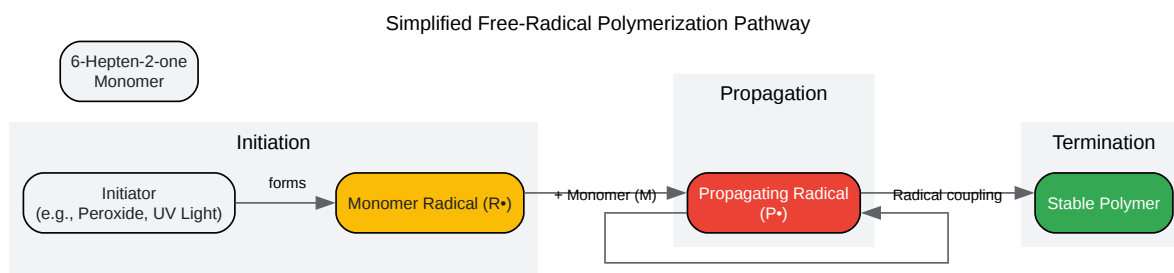 Simplified Free-Radical Polymerization Pathway
6-Hepten-2-one
Monomer
Propagation
Initiation
Termination
Initiator
(e.g., Peroxide, UV Light)
forms
Monomer Radical (R•)
+ Monomer (M)
Propagating Radical
(P•)
Radical coupling
Stable Polymer